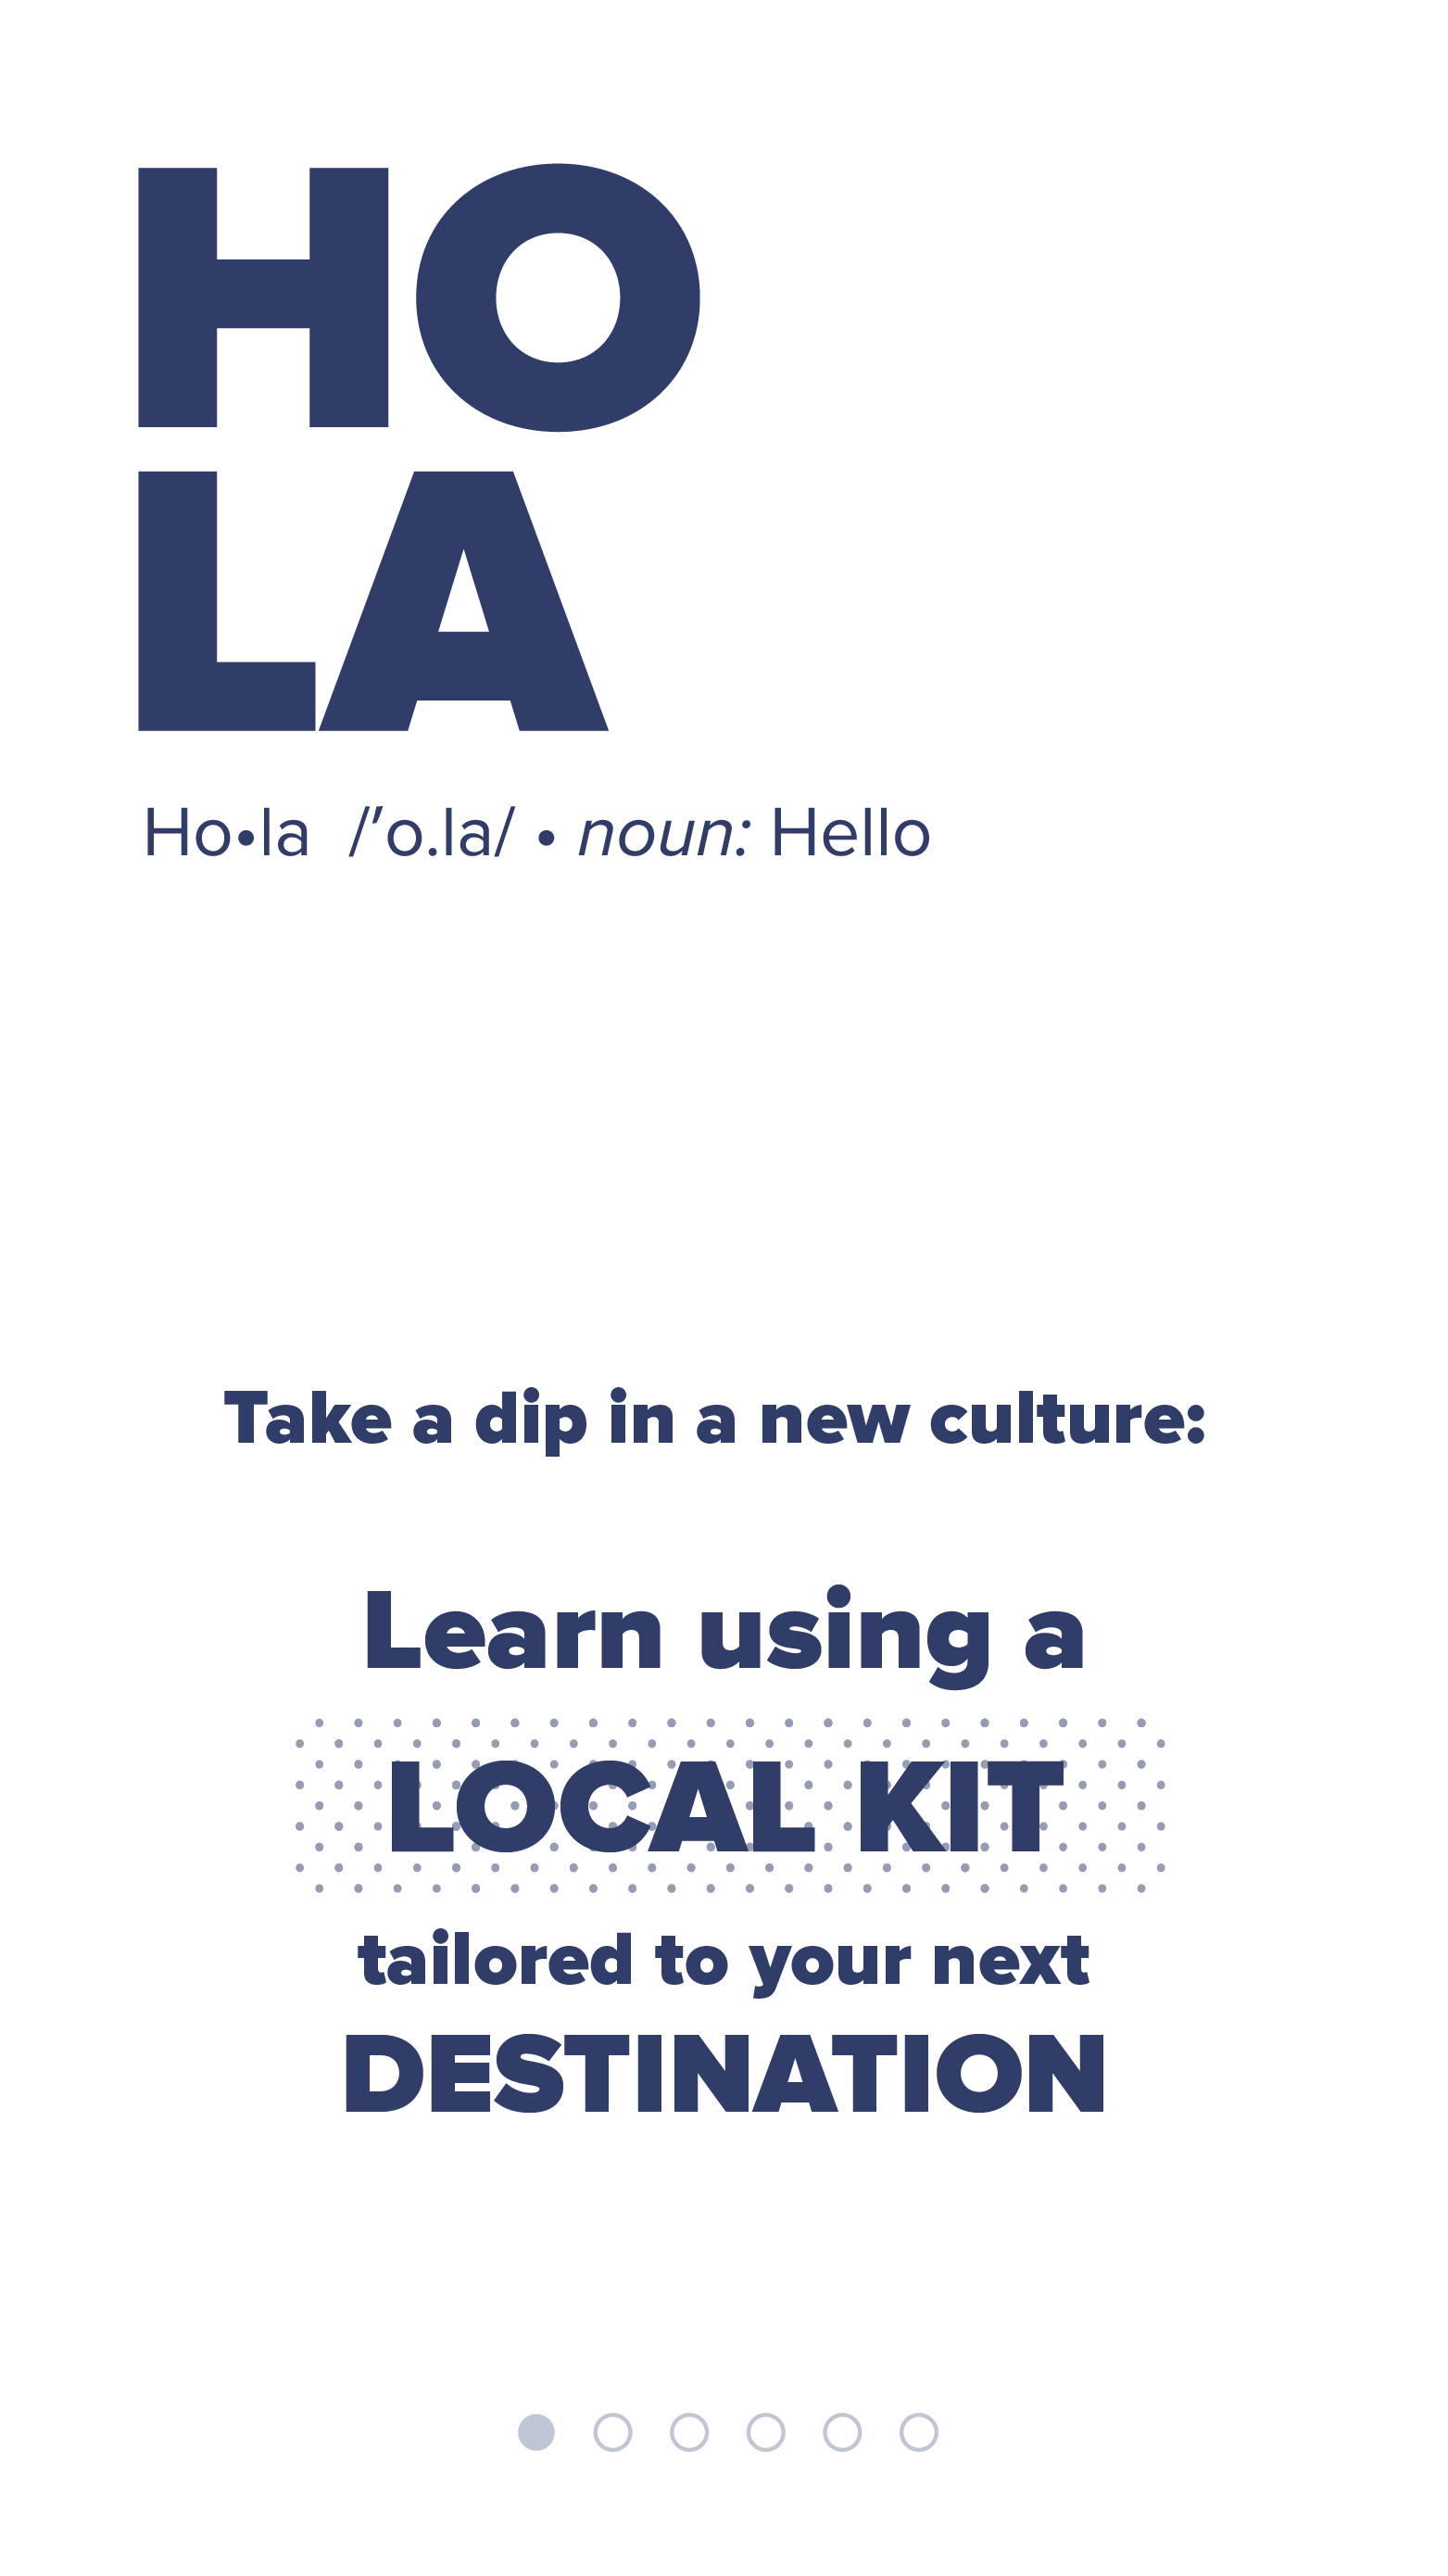 HO
LA
Ho•la /′o.la/ • noun: Hello
Take a dip in a new culture:
Learn using a
LOCAL KIT
tailored to your next
DESTINATION